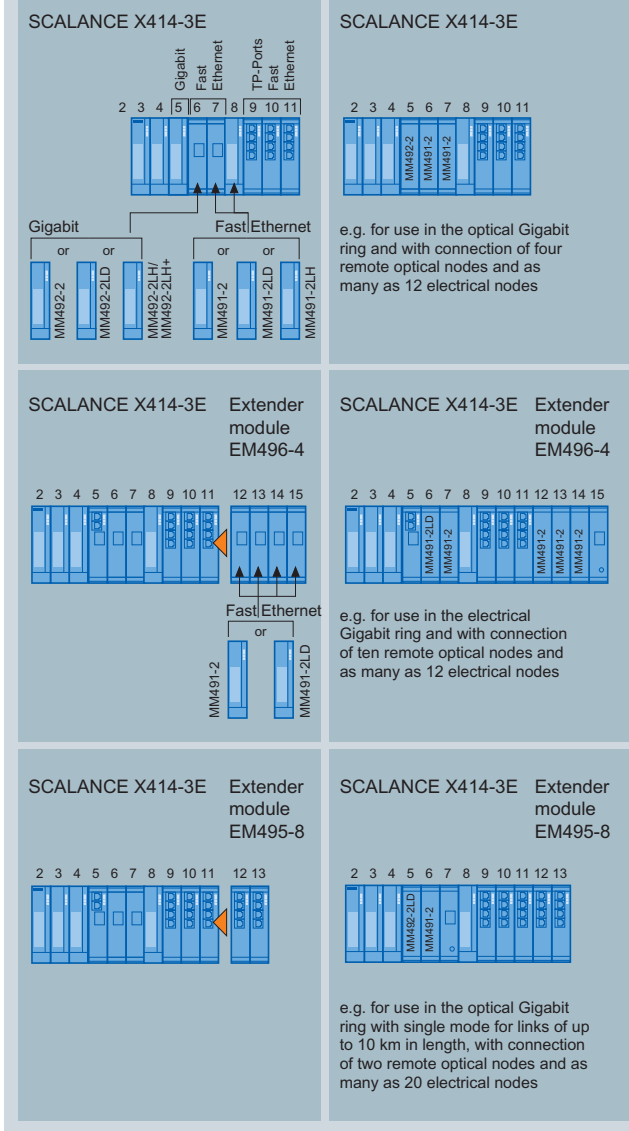 SCALANCE X414-3E
Gigabit
Fast
Ethernet
TP-Ports
Fast
Ethernet
2 3 4 5 6 7 8 9 10 11
Gigabit
Fast Ethernet
or or
or or
MM492-2
MM492-2LD
MM492-2LH/
MM492-2LH+
MM491-2
MM491-2LD
MM491-2LH
SCALANCE X414-3E
2 3 4 5 6 7 8 9 10 11
MM492-2
MM491-2
MM491-2
e.g. for use in the optical Gigabit
ring and with connection of four
remote optical nodes and as
many as 12 electrical nodes
SCALANCE X414-3E Extender
module
EM496-4
2 3 4 5 6 7 8 9 10 11 12 13 14 15
Fast Ethernet
or
MM491-2
MM491-2LD
SCALANCE X414-3E Extender
module
EM496-4
2 3 4 5 6 7 8 9 10 11 12 13 14 15
MM491-2LD
MM491-2
MM491-2
MM491-2
MM491-2
e.g. for use in the electrical
Gigabit ring and with connection
of ten remote optical nodes and
as many as 12 electrical nodes
SCALANCE X414-3E Extender
module
EM495-8
2 3 4 5 6 7 8 9 10 11 12 13
SCALANCE X414-3E Extender
module
EM495-8
2 3 4 5 6 7 8 9 10 11 12 13
MM492-2LD
MM491-2
e.g. for use in the optical Gigabit
ring with single mode for links of up
to 10 km in length, with connection
of two remote optical nodes and as
many as 20 electrical nodes